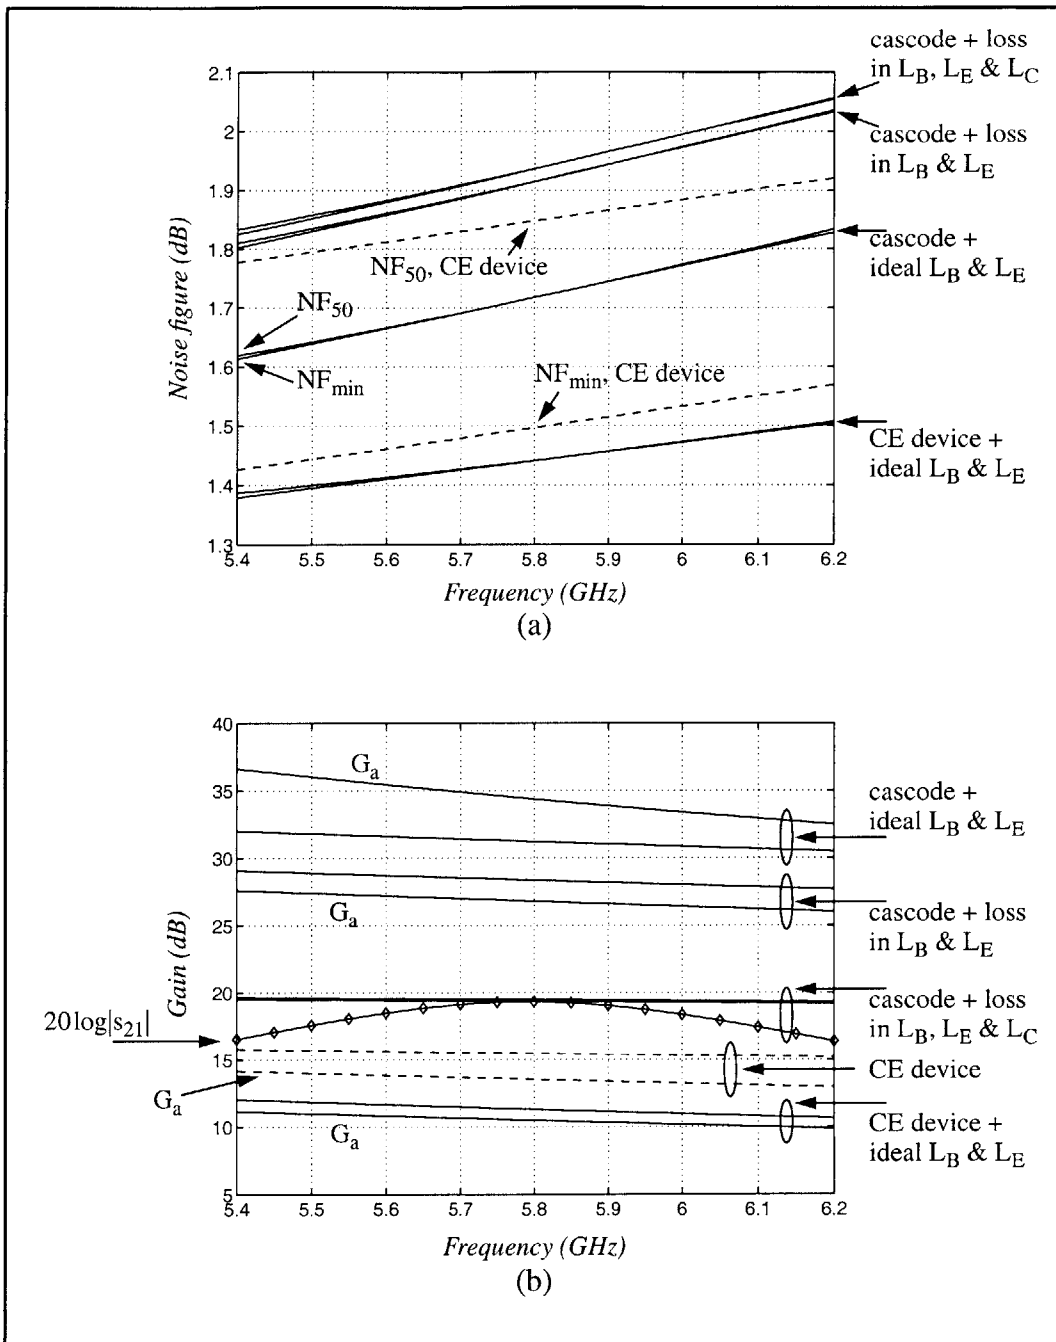 cascode + loss
in L_B, L_E & L_C
cascode + loss
in L_B & L_E
cascode +
ideal L_B & L_E
CE device +
ideal L_B & L_E
2.1
2
1.9
1.8
1.7
1.6
1.5
1.4
1.3
Noise figure (dB)
NF_50, CE device
NF_50
NF_min
NF_min, CE device
5.4 5.5 5.6 5.7 5.8 5.9 6 6.1 6.2
Frequency (GHz)
(a)
40
35
30
25
20
15
10
5
Gain (dB)
G_a
G_a
20log|s_21|
G_a
G_a
cascode +
ideal L_B & L_E
cascode + loss
in L_B & L_E
cascode + loss
in L_B, L_E & L_C
CE device
CE device +
ideal L_B & L_E
5.4 5.5 5.6 5.7 5.8 5.9 6 6.1 6.2
Frequency (GHz)
(b)